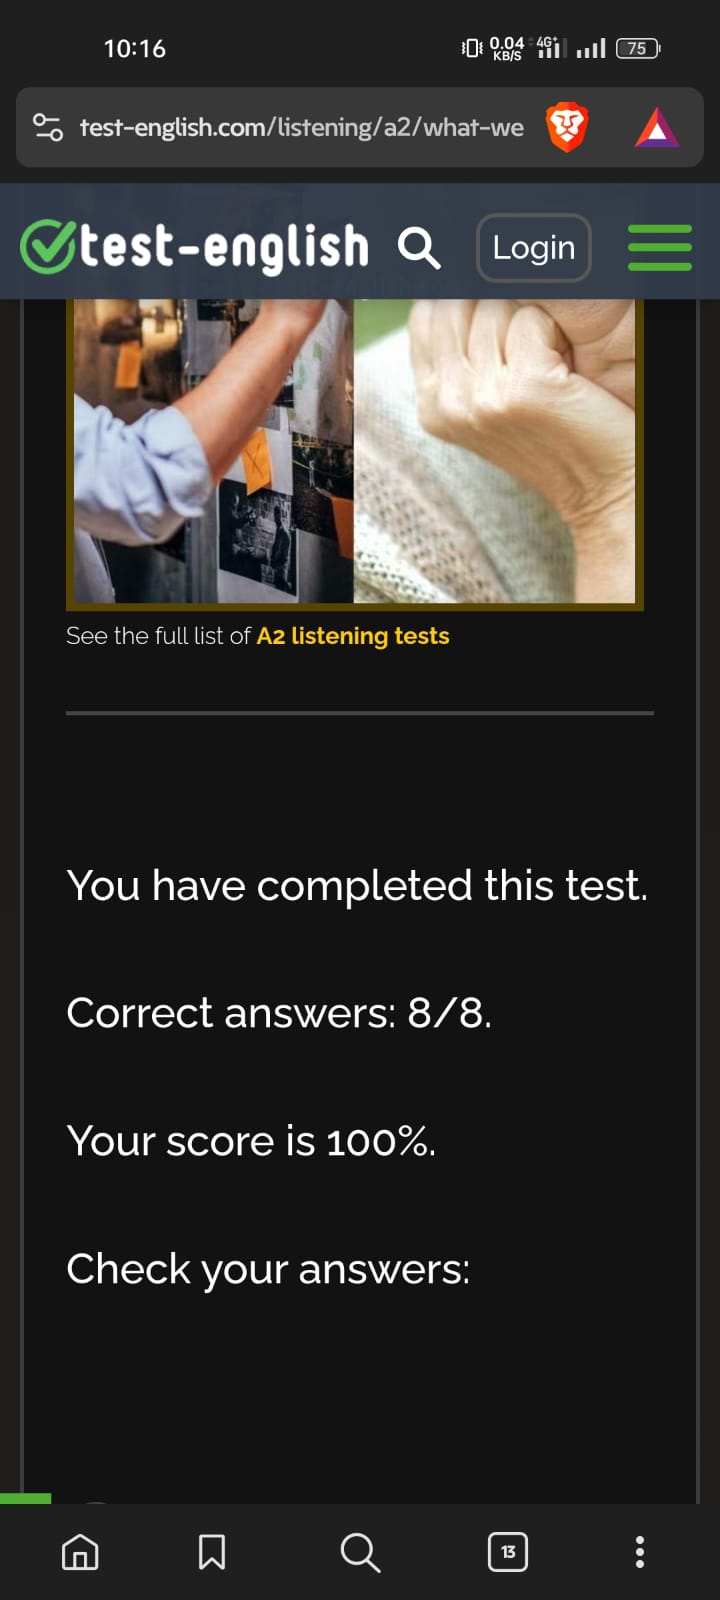 10:16
0.04
KB/S
4G+
75
test-english.com/listening/a2/what-we
test-english
Login
See the full list of A2 listening tests
You have completed this test.
Correct answers: 8/8.
Your score is 100%.
Check your answers:
13